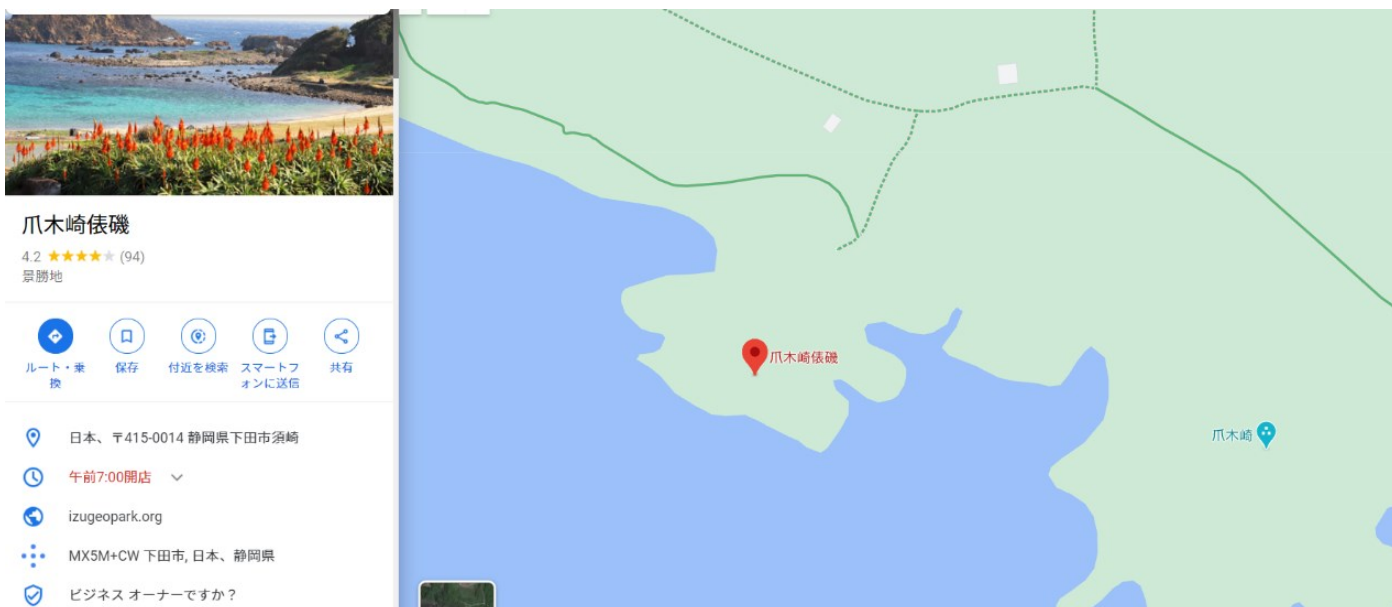 爪木崎俵磯
4.2 ★★★★★ (94)
景勝地
ルート・乗
換
保存
付近を検索
スマートフ
ォンに送信
共有
日本、〒415-0014 静岡県下田市須崎
午前7:00開店
izugeopark.org
MX5M+CW 下田市, 日本、静岡県
ビジネス オーナーですか？
爪木崎俵磯
爪木崎